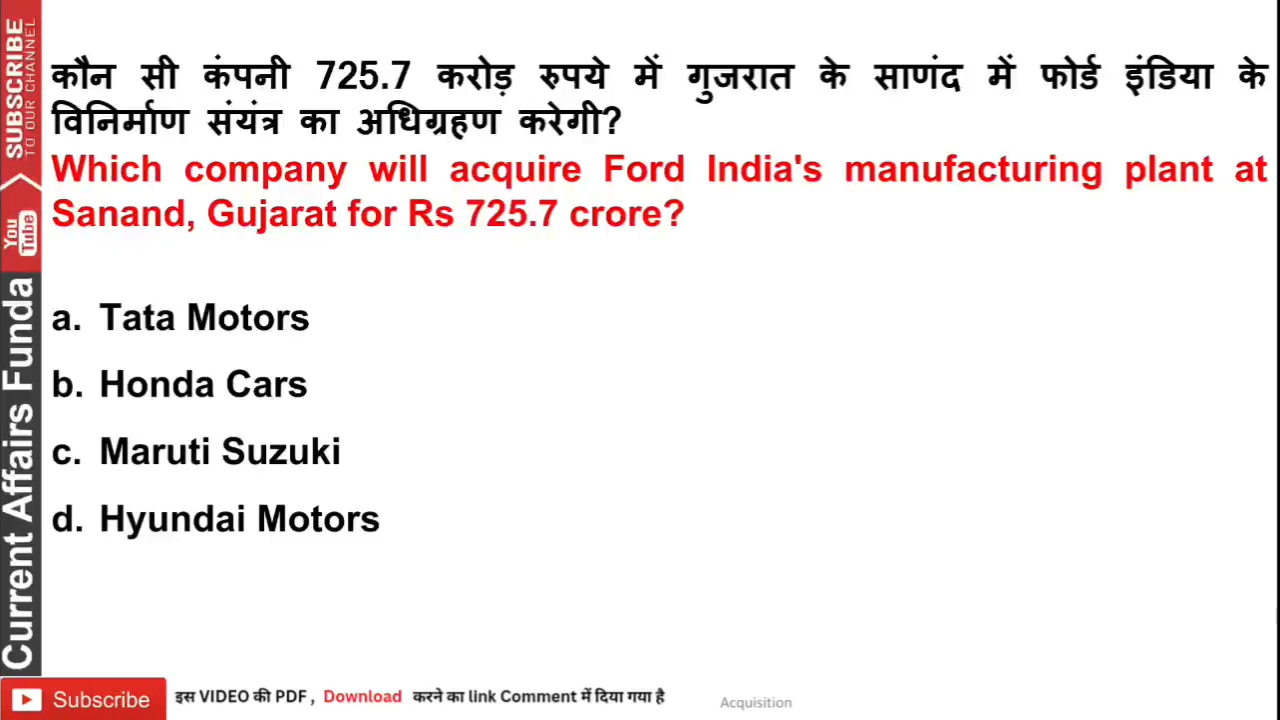 कौन सी कंपनी 725.7 करोड़ रुपये में गुजरात के साणंद में फोर्ड इंडिया के
विनिर्माण संयंत्र का अधिग्रहण करेगी?
Which company will acquire Ford India's manufacturing plant at
Sanand, Gujarat for Rs 725.7 crore?
a. Tata Motors
b. Honda Cars
c. Maruti Suzuki
d. Hyundai Motors
SUBSCRIBE
TO OUR CHANNEL
You
Tube
Current Affairs Funda
Subscribe
इस VIDEO की PDF , Download करने का link Comment में दिया गया है
Acquisition